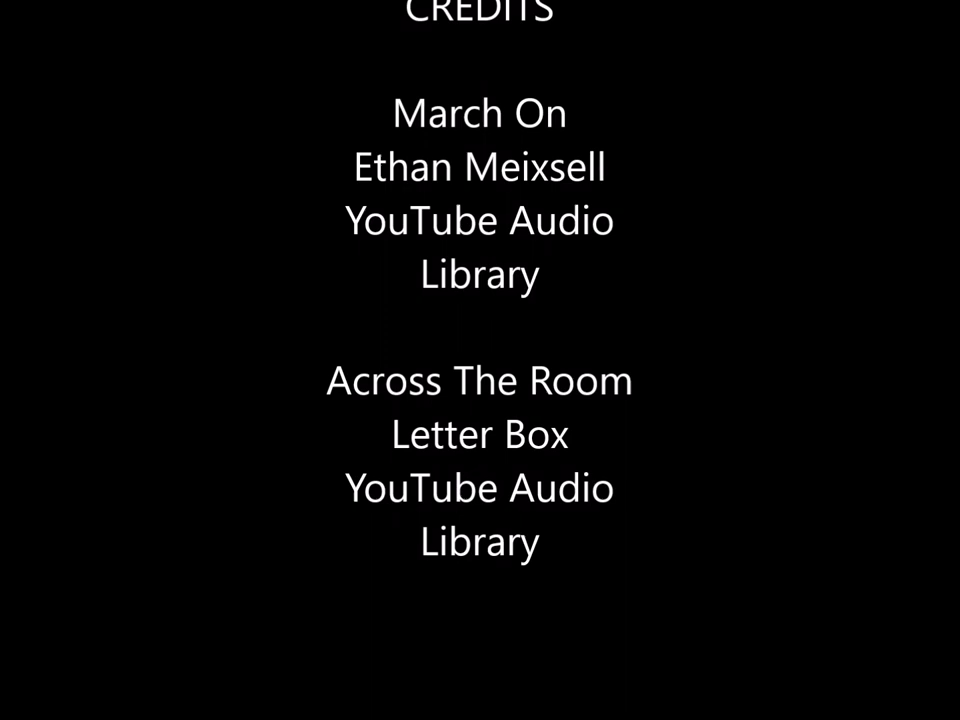 CREDITS
March On
Ethan Meixsell
YouTube Audio
Library
Across The Room
Letter Box
YouTube Audio
Library